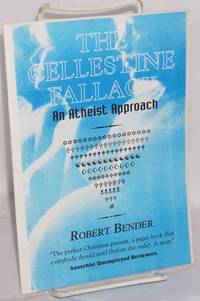 THE
CELLESTINE
FALLACY
An Atheist Approach
ROBERT BENDER
"The perfect Christmas present, a paper book that
everybody should read (before the A must."
Anarchist Unemployed Reviewers.